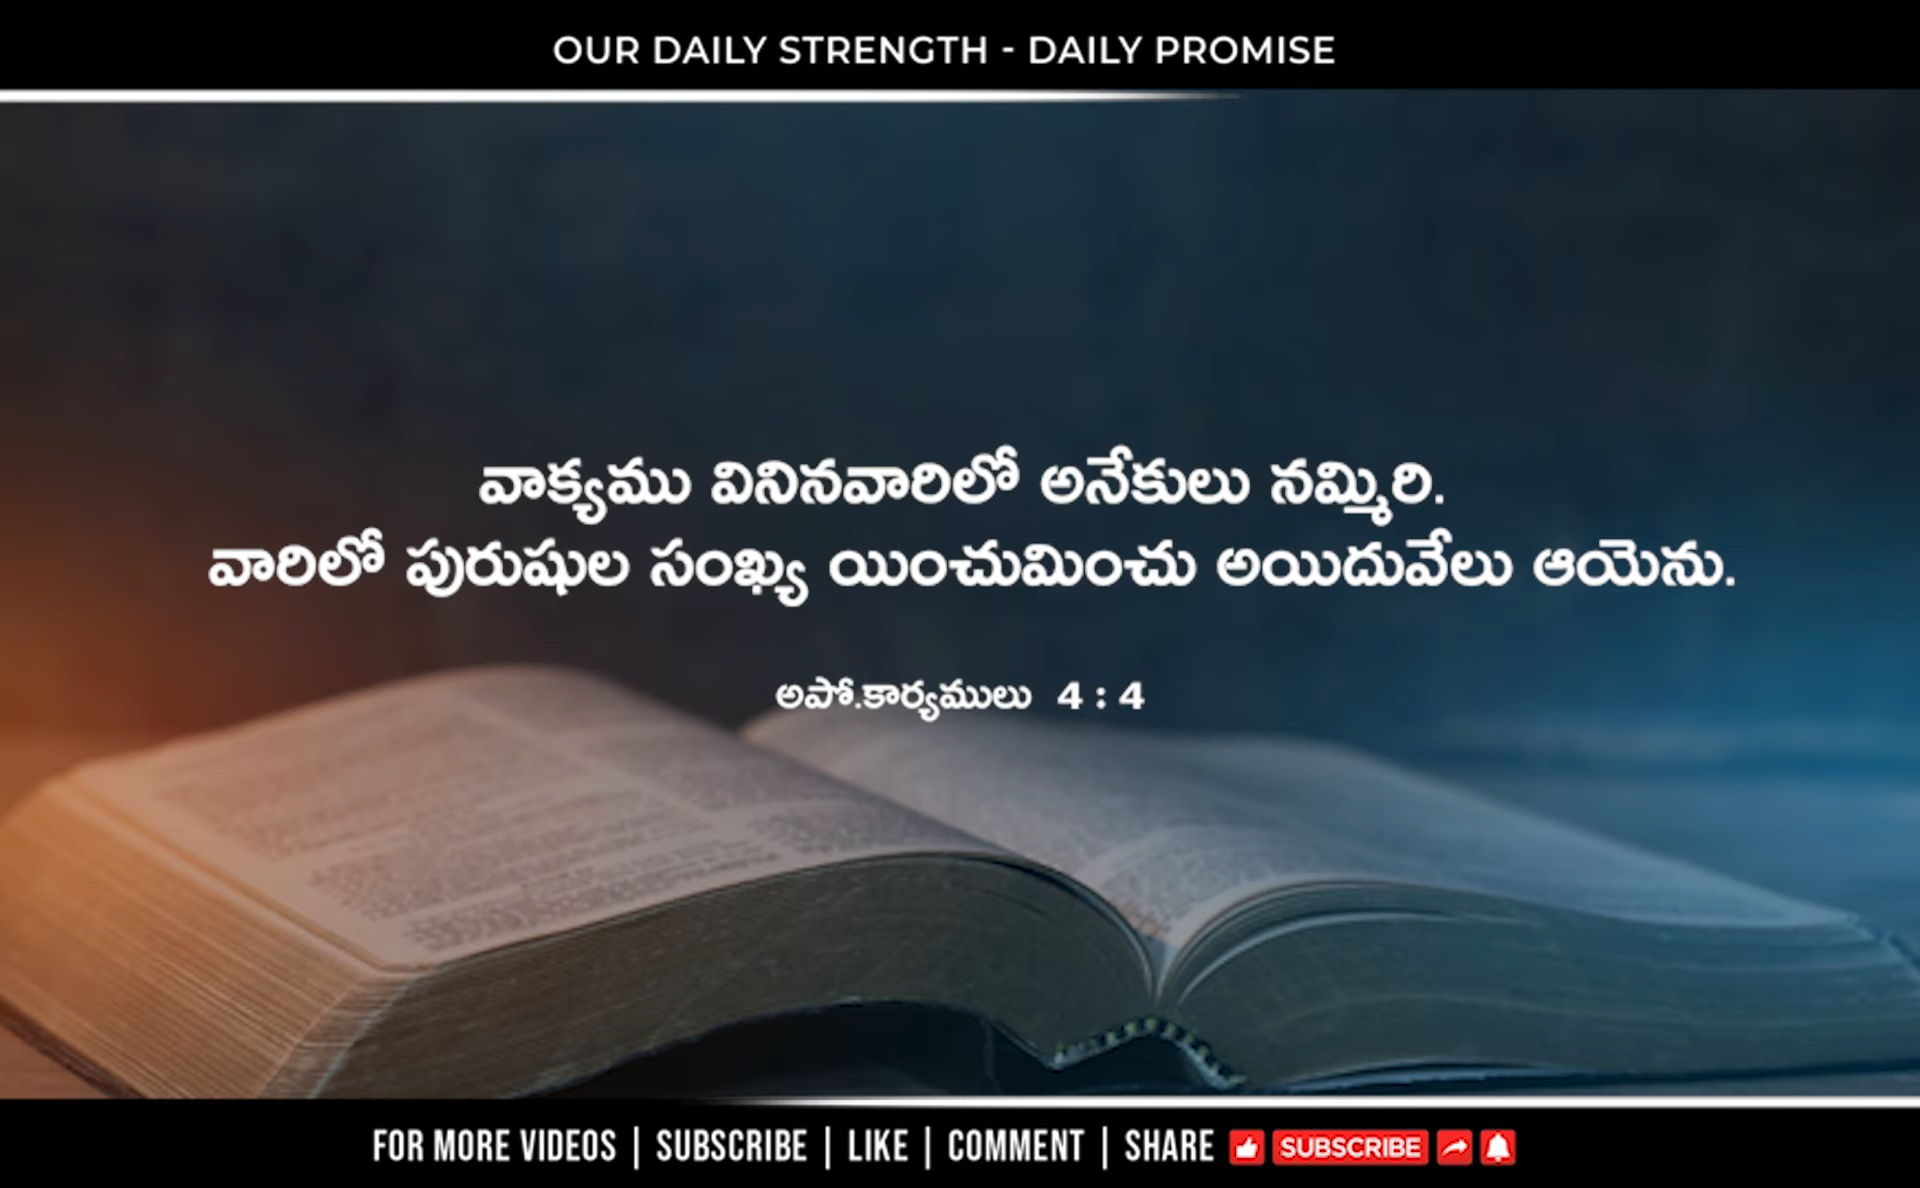 OUR DAILY STRENGTH - DAILY PROMISE
వాక్యము వినినవారిలో అనేకులు నమ్మిరి.
వారిలో పురుషుల సంఖ్య యించుమించు అయిదువేలు ఆయెను.
అపో.కార్యములు 4 : 4
FOR MORE VIDEOS | SUBSCRIBE | LIKE | COMMENT | SHARE SUBSCRIBE